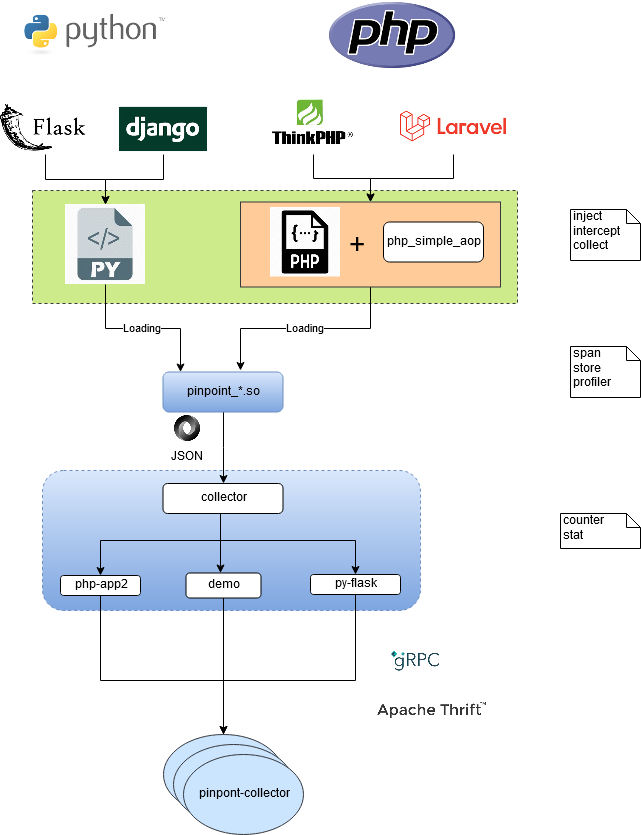 python™
php
Flask
django
ThinkPHP®
Laravel
PY
{...}
PHP
+
php_simple_aop
inject
intercept
collect
Loading
Loading
pinpoint_*.so
span
store
profiler
JSON
collector
counter
stat
php-app2
demo
py-flask
gRPC
Apache Thrift™
pinpont-collector